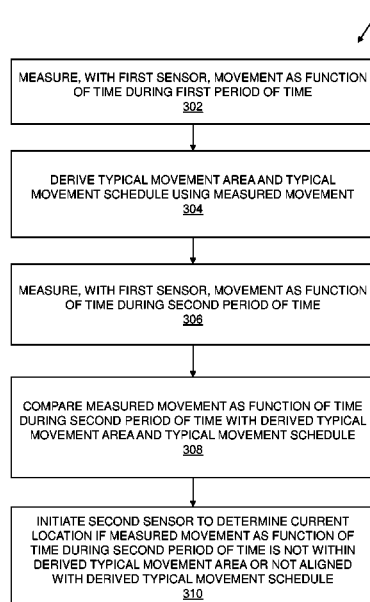 MEASURE, WITH FIRST SENSOR, MOVEMENT AS FUNCTION
OF TIME DURING FIRST PERIOD OF TIME
302
DERIVE TYPICAL MOVEMENT AREA AND TYPICAL
MOVEMENT SCHEDULE USING MEASURED MOVEMENT
304
MEASURE, WITH FIRST SENSOR, MOVEMENT AS FUNCTION
OF TIME DURING SECOND PERIOD OF TIME
306
COMPARE MEASURED MOVEMENT AS FUNCTION OF TIME
DURING SECOND PERIOD OF TIME WITH DERIVED TYPICAL
MOVEMENT AREA AND TYPICAL MOVEMENT SCHEDULE
308
INITIATE SECOND SENSOR TO DETERMINE CURRENT
LOCATION IF MEASURED MOVEMENT AS FUNCTION OF
TIME DURING SECOND PERIOD OF TIME IS NOT WITHIN
DERIVED TYPICAL MOVEMENT AREA OR NOT ALIGNED
WITH DERIVED TYPICAL MOVEMENT SCHEDULE
310